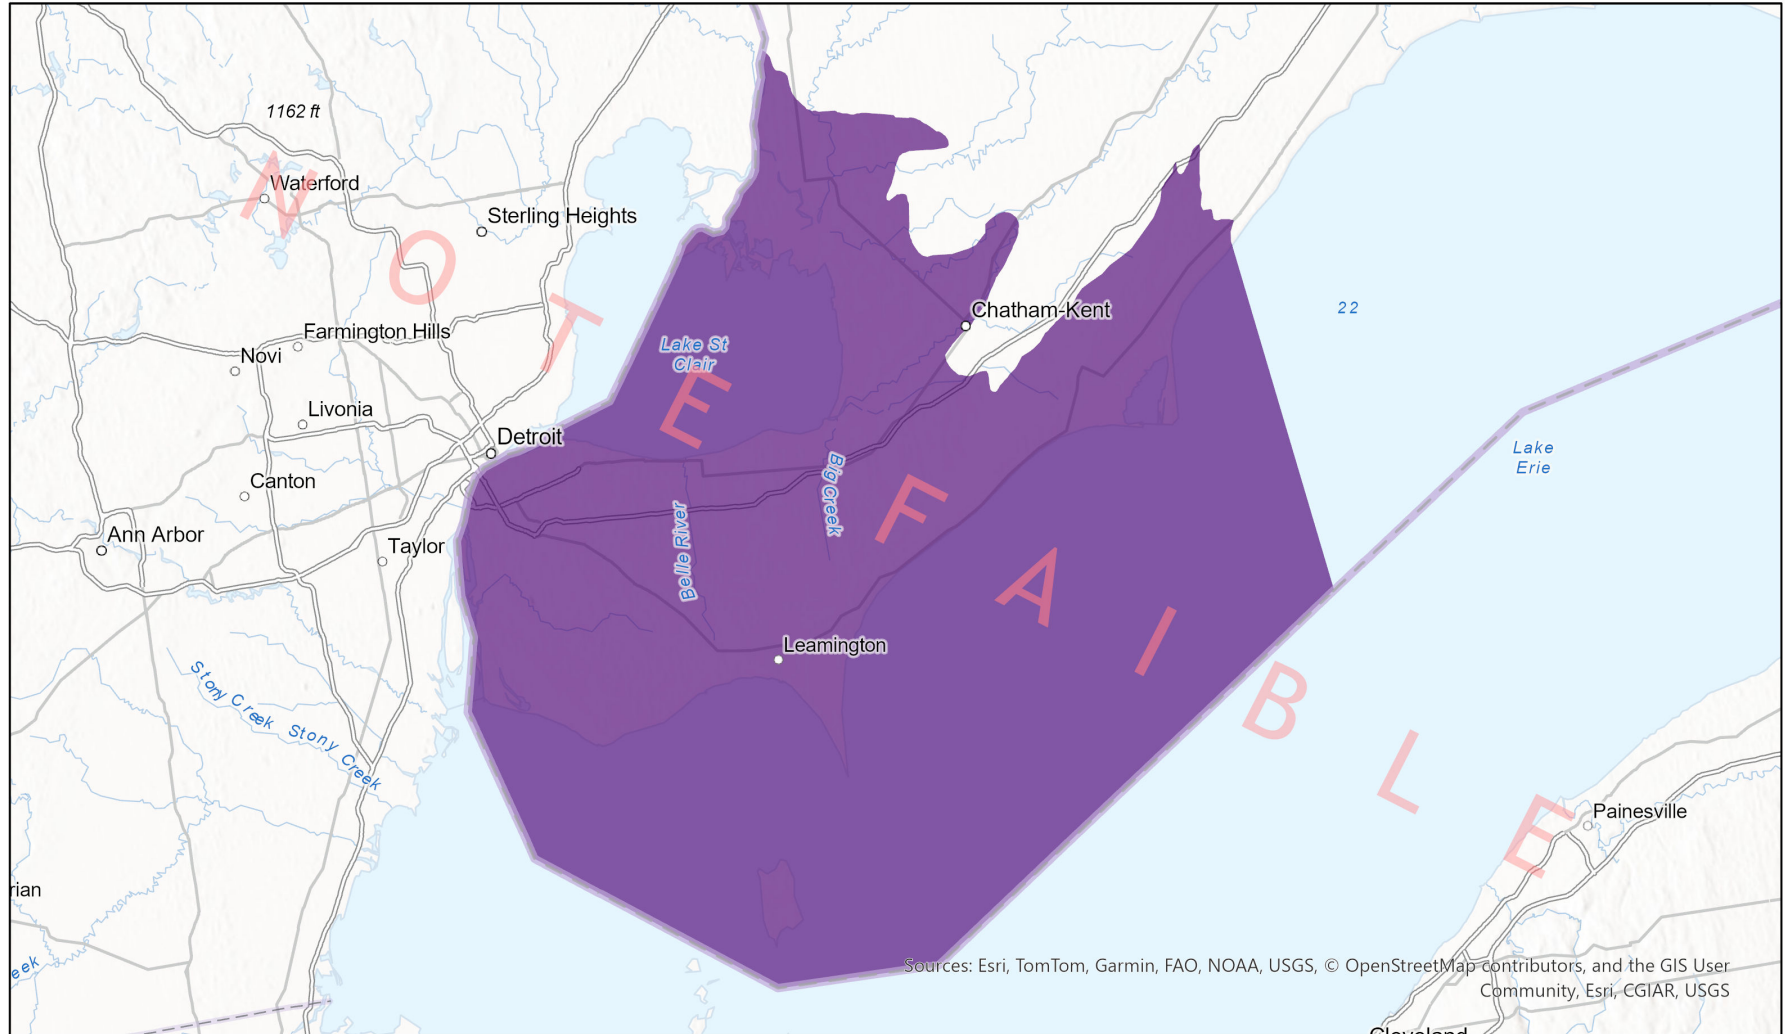 1162 ft
Waterford
Sterling Heights
Chatham-Kent
22
Farmington Hills
Lake St
Clair
Novi
Livonia
Detroit
Lake
Erie
Canton
Big Creek
Ann Arbor
Taylor
Belle River
Leamington
Stony Creek
Stony Creek
Painesville
rian
eek
Sources: Esri, TomTom, Garmin, FAO, NOAA, USGS, © OpenStreetMap contributors, and the GIS User
Community, Esri, CGIAR, USGS
Cleveland
NOTE FAIBLE